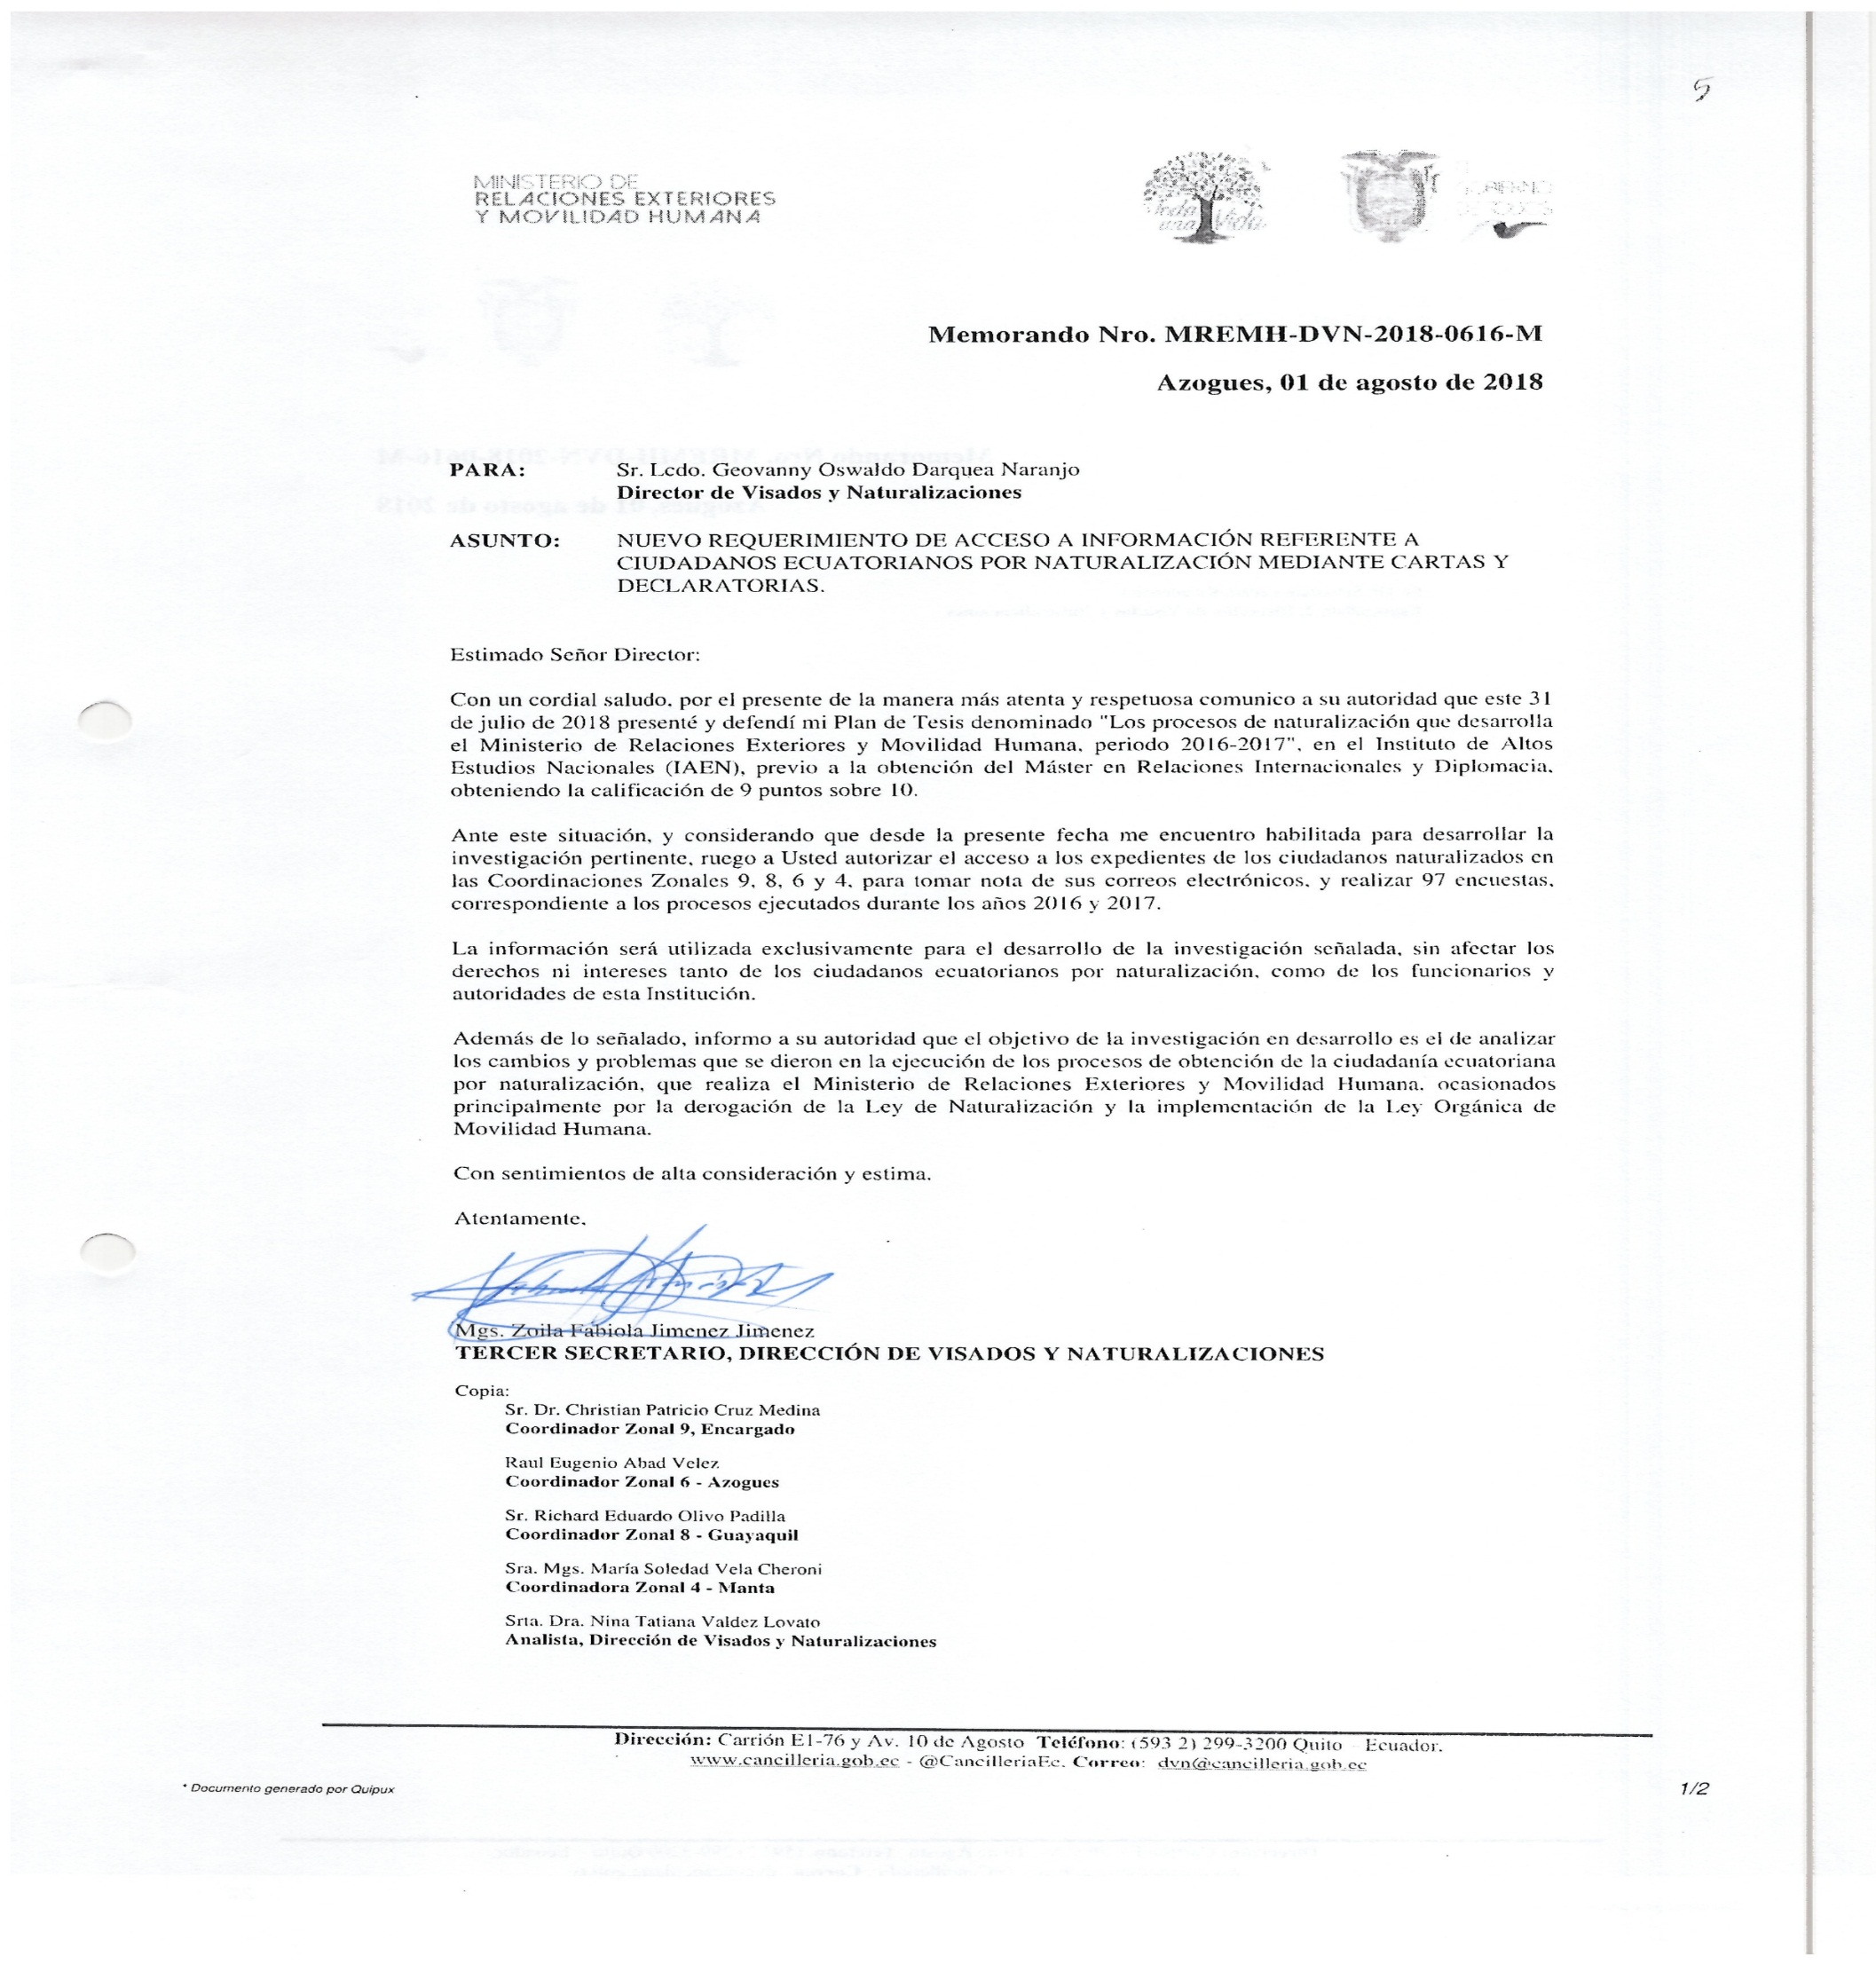 5
MINISTERIO DE
RELACIONES EXTERIORES
Y MOVILIDAD HUMANA
Toda
una Vida
Memorando Nro. MREMH-DVN-2018-0616-M
Azogues, 01 de agosto de 2018
PARA: Sr. Lcdo. Geovanny Oswaldo Darquea Naranjo
Director de Visados y Naturalizaciones
ASUNTO: NUEVO REQUERIMIENTO DE ACCESO A INFORMACIÓN REFERENTE A
CIUDADANOS ECUATORIANOS POR NATURALIZACIÓN MEDIANTE CARTAS Y
DECLARATORIAS.
Estimado Señor Director:
Con un cordial saludo, por el presente de la manera más atenta y respetuosa comunico a su autoridad que este 31
de julio de 2018 presenté y defendí mi Plan de Tesis denominado "Los procesos de naturalización que desarrolla
el Ministerio de Relaciones Exteriores y Movilidad Humana, periodo 2016-2017", en el Instituto de Altos
Estudios Nacionales (IAEN), previo a la obtención del Máster en Relaciones Internacionales y Diplomacia,
obteniendo la calificación de 9 puntos sobre 10.
Ante este situación, y considerando que desde la presente fecha me encuentro habilitada para desarrollar la
investigación pertinente, ruego a Usted autorizar el acceso a los expedientes de los ciudadanos naturalizados en
las Coordinaciones Zonales 9, 8, 6 y 4, para tomar nota de sus correos electrónicos, y realizar 97 encuestas,
correspondiente a los procesos ejecutados durante los años 2016 y 2017.
La información será utilizada exclusivamente para el desarrollo de la investigación señalada, sin afectar los
derechos ni intereses tanto de los ciudadanos ecuatorianos por naturalización, como de los funcionarios y
autoridades de esta Institución.
Además de lo señalado, informo a su autoridad que el objetivo de la investigación en desarrollo es el de analizar
los cambios y problemas que se dieron en la ejecución de los procesos de obtención de la ciudadanía ecuatoriana
por naturalización, que realiza el Ministerio de Relaciones Exteriores y Movilidad Humana, ocasionados
principalmente por la derogación de la Ley de Naturalización y la implementación de la Ley Orgánica de
Movilidad Humana.
Con sentimientos de alta consideración y estima.
Atentamente,
Mgs. Zoila Fabiola Jimenez Jimenez
TERCER SECRETARIO, DIRECCIÓN DE VISADOS Y NATURALIZACIONES
Copia:
Sr. Dr. Christian Patricio Cruz Medina
Coordinador Zonal 9, Encargado
Raul Eugenio Abad Velez
Coordinador Zonal 6 - Azogues
Sr. Richard Eduardo Olivo Padilla
Coordinador Zonal 8 - Guayaquil
Sra. Mgs. María Soledad Vela Cheroni
Coordinadora Zonal 4 - Manta
Srta. Dra. Nina Tatiana Valdez Lovato
Analista, Dirección de Visados y Naturalizaciones
Dirección: Carrión E1-76 y Av. 10 de Agosto Teléfono: (593 2) 299-3200 Quito - Ecuador.
www.cancilleria.gob.ec - @CancilleriaEc. Correo: dvn@cancilleria.gob.ec
* Documento generado por Quipux
1/2